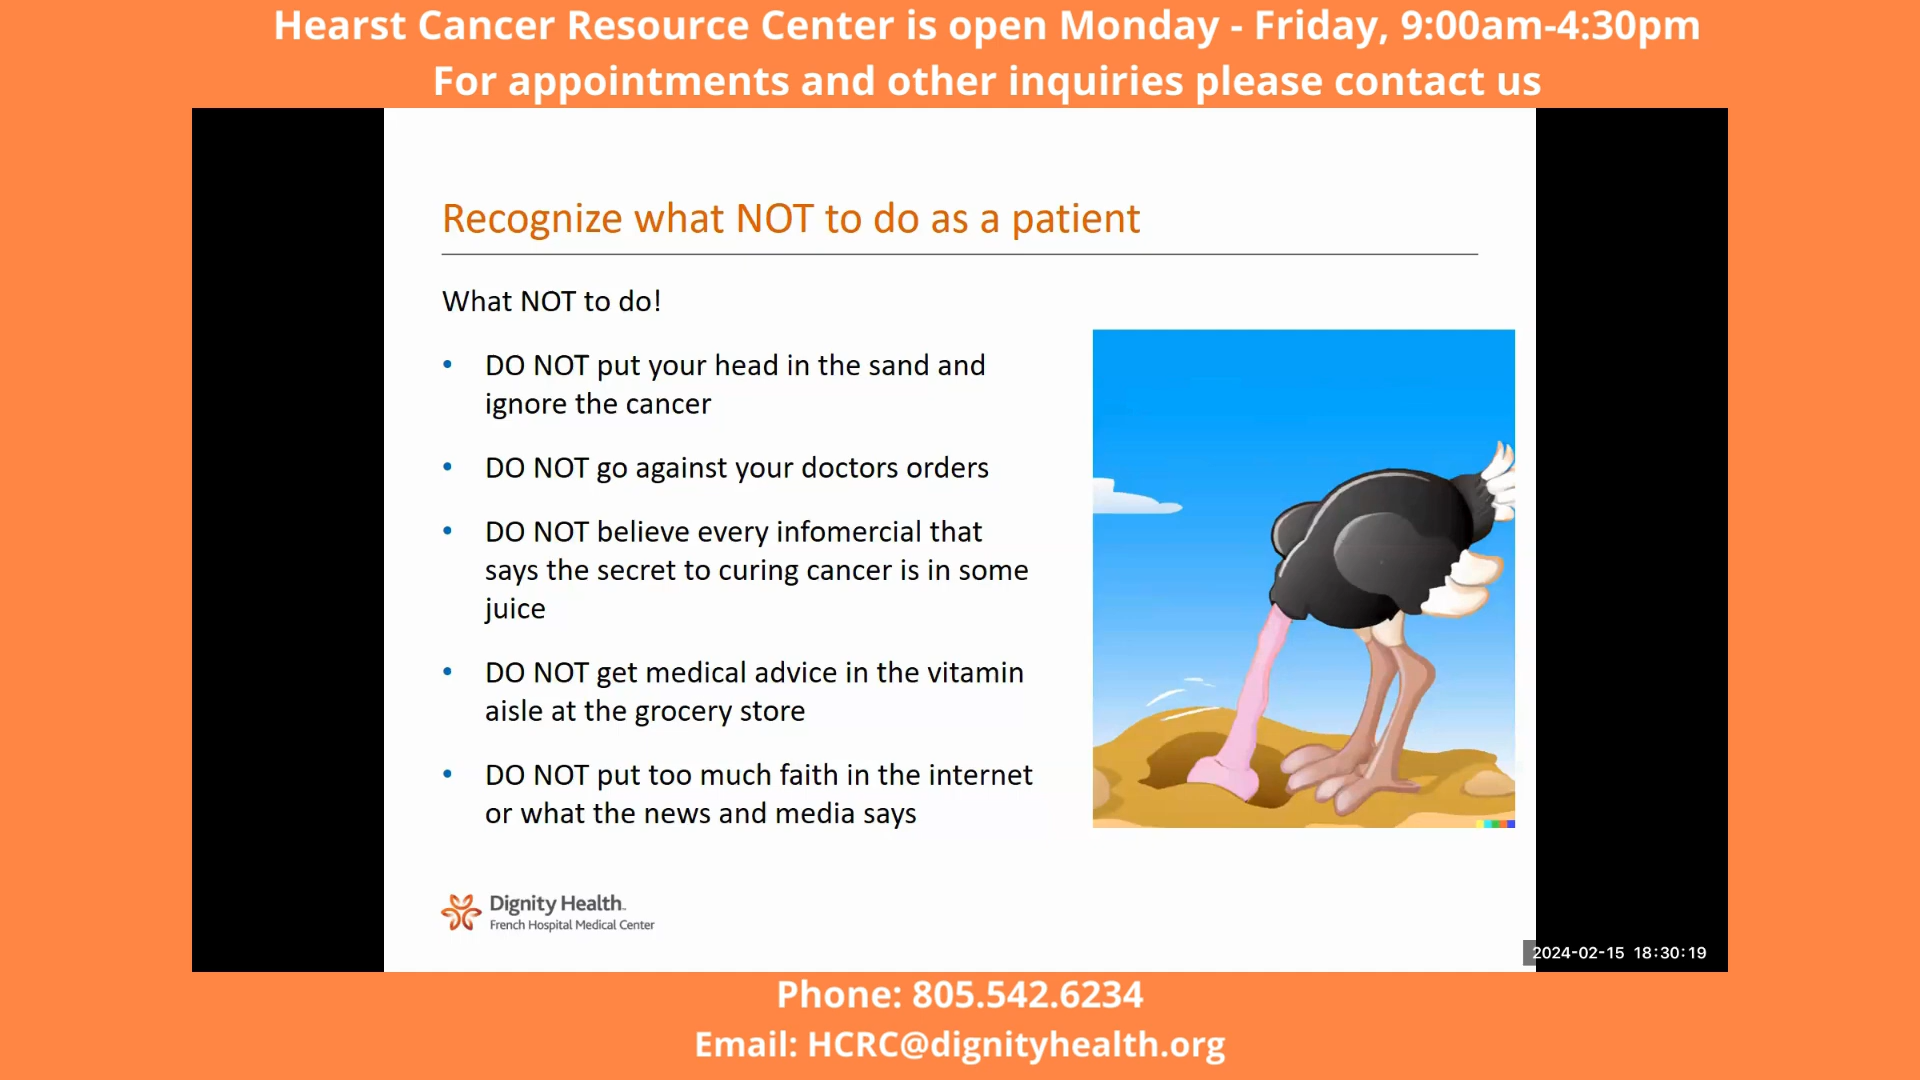 Hearst Cancer Resource Center is open Monday - Friday, 9:00am-4:30pm
For appointments and other inquiries please contact us
Recognize what NOT to do as a patient
What NOT to do!
• DO NOT put your head in the sand and
ignore the cancer
• DO NOT go against your doctors orders
• DO NOT believe every infomercial that
says the secret to curing cancer is in some
juice
• DO NOT get medical advice in the vitamin
aisle at the grocery store
• DO NOT put too much faith in the internet
or what the news and media says
Dignity Health™
French Hospital Medical Center
2024-02-15 18:30:19
Phone: 805.542.6234
Email: HCRC@dignityhealth.org